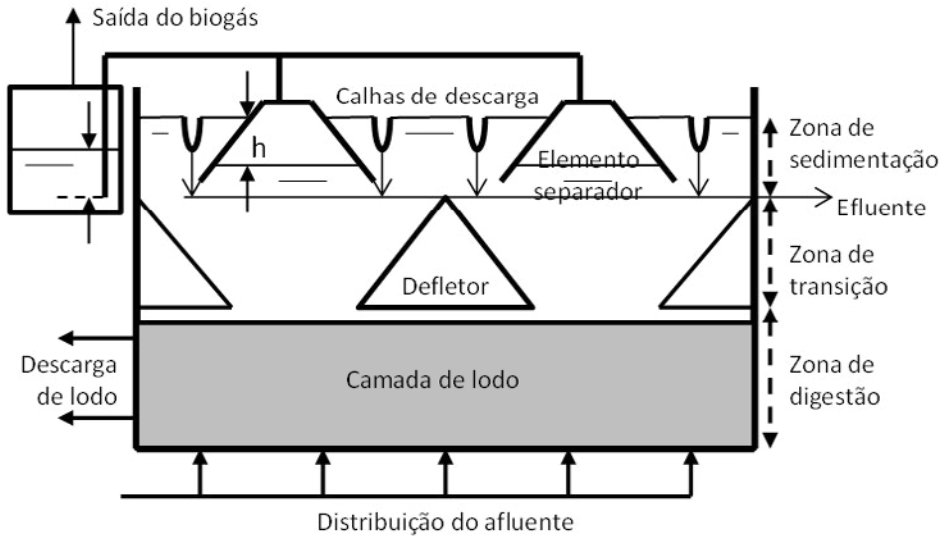 Saída do biogás
Calhas de descarga
h
Elemento
separador
Zona de
sedimentação
Efluente
Zona de
transição
Defletor
Descarga
de lodo
Camada de lodo
Zona de
digestão
Distribuição do afluente